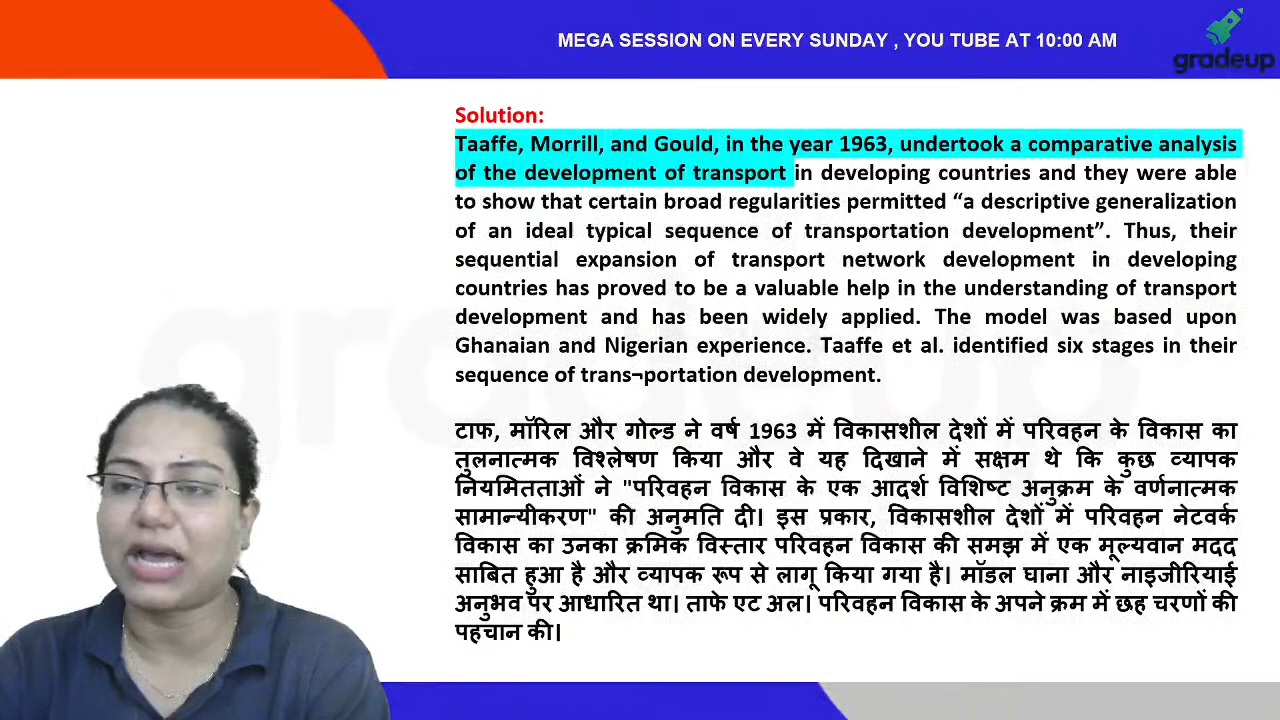 MEGA SESSION ON EVERY SUNDAY , YOU TUBE AT 10:00 AM
gradeup
Solution:
Taaffe, Morrill, and Gould, in the year 1963, undertook a comparative analysis
of the development of transport in developing countries and they were able
to show that certain broad regularities permitted “a descriptive generalization
of an ideal typical sequence of transportation development”. Thus, their
sequential expansion of transport network development in developing
countries has proved to be a valuable help in the understanding of transport
development and has been widely applied. The model was based upon
Ghanaian and Nigerian experience. Taaffe et al. identified six stages in their
sequence of trans¬portation development.
टाफ, मॉरिल और गोल्ड ने वर्ष 1963 में विकासशील देशों में परिवहन के विकास का
तुलनात्मक विश्लेषण किया और वे यह दिखाने में सक्षम थे कि कुछ व्यापक
नियमितताओं ने "परिवहन विकास के एक आदर्श विशिष्ट अनुक्रम के वर्णनात्मक
सामान्यीकरण" की अनुमति दी। इस प्रकार, विकासशील देशों में परिवहन नेटवर्क
विकास का उनका क्रमिक विस्तार परिवहन विकास की समझ में एक मूल्यवान मदद
साबित हुआ है और व्यापक रूप से लागू किया गया है। मॉडल घाना और नाइजीरियाई
अनुभव पर आधारित था। ताफे एट अल। परिवहन विकास के अपने क्रम में छह चरणों की
पहचान की।